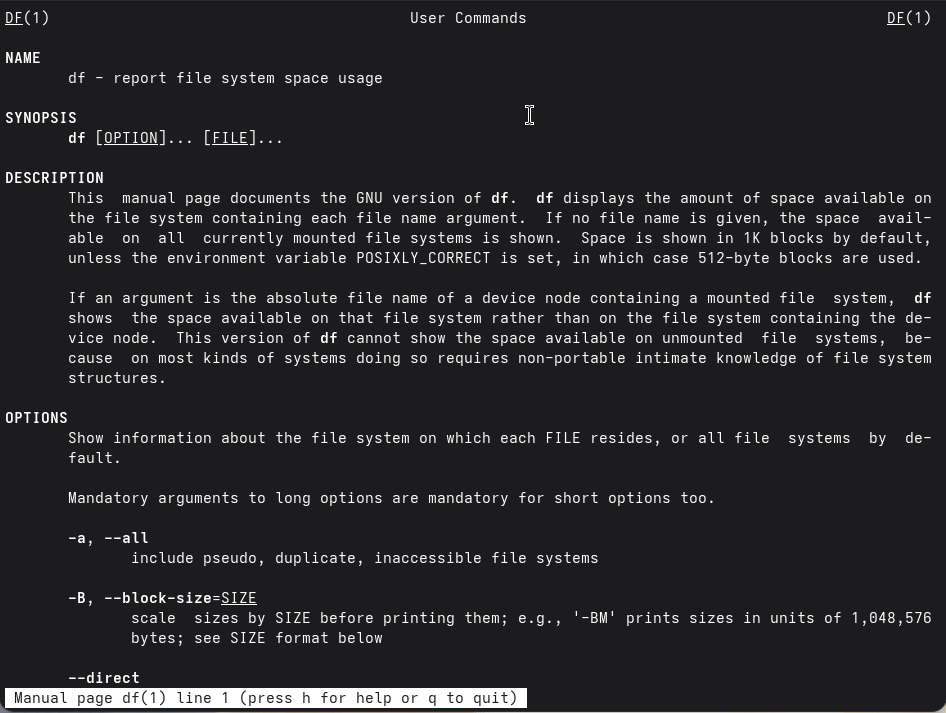 DF(1) User Commands DF(1)
NAME
df - report file system space usage
SYNOPSIS
df [OPTION]... [FILE]...
DESCRIPTION
This manual page documents the GNU version of df. df displays the amount of space available on
the file system containing each file name argument. If no file name is given, the space avail-
able on all currently mounted file systems is shown. Space is shown in 1K blocks by default,
unless the environment variable POSIXLY_CORRECT is set, in which case 512-byte blocks are used.
If an argument is the absolute file name of a device node containing a mounted file system, df
shows the space available on that file system rather than on the file system containing the de-
vice node. This version of df cannot show the space available on unmounted file systems, be-
cause on most kinds of systems doing so requires non-portable intimate knowledge of file system
structures.
OPTIONS
Show information about the file system on which each FILE resides, or all file systems by de-
fault.
Mandatory arguments to long options are mandatory for short options too.
-a, --all
include pseudo, duplicate, inaccessible file systems
-B, --block-size=SIZE
scale sizes by SIZE before printing them; e.g., '-BM' prints sizes in units of 1,048,576
bytes; see SIZE format below
--direct
Manual page df(1) line 1 (press h for help or q to quit)